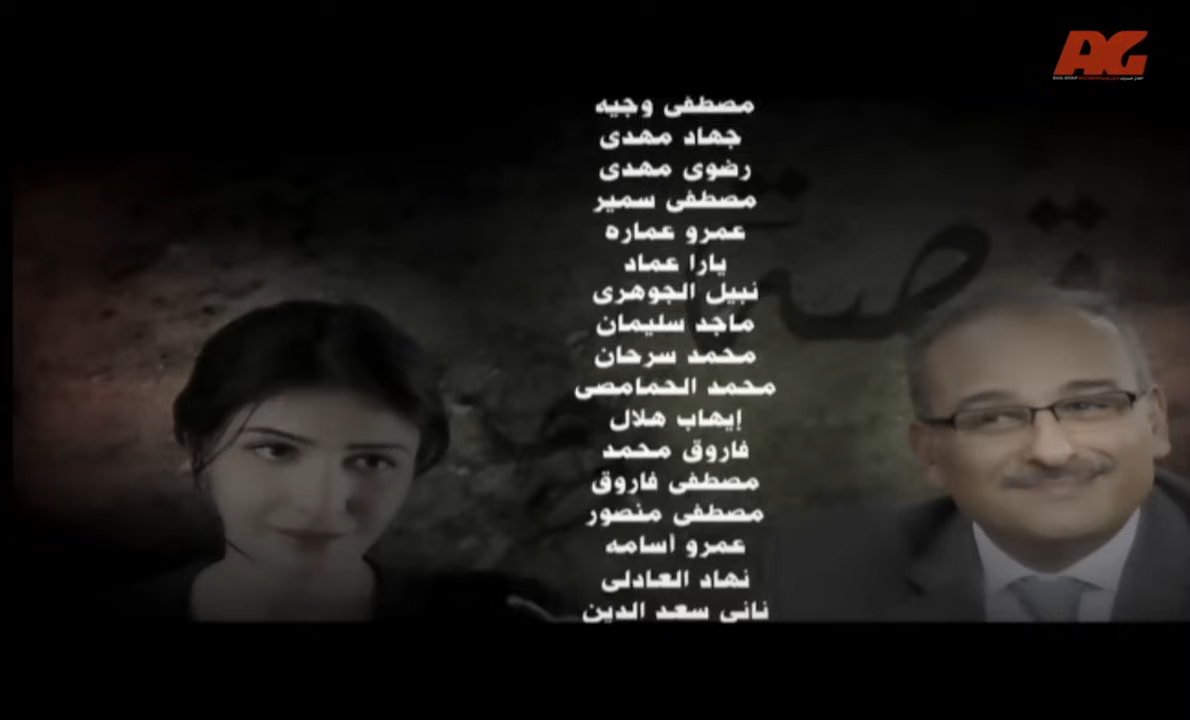 AG
مصطفى وجيه
جهاد مهدى
رضوى مهدى
مصطفى سمير
عمرو عماره
يارا عماد
نبيل الجوهرى
ماجد سليمان
محمد سرحان
محمد الحمامصى
إيهاب هلال
فاروق محمد
مصطفى فاروق
مصطفى منصور
عمرو أسامه
نهاد العادلى
نانى سعد الدين
قصة